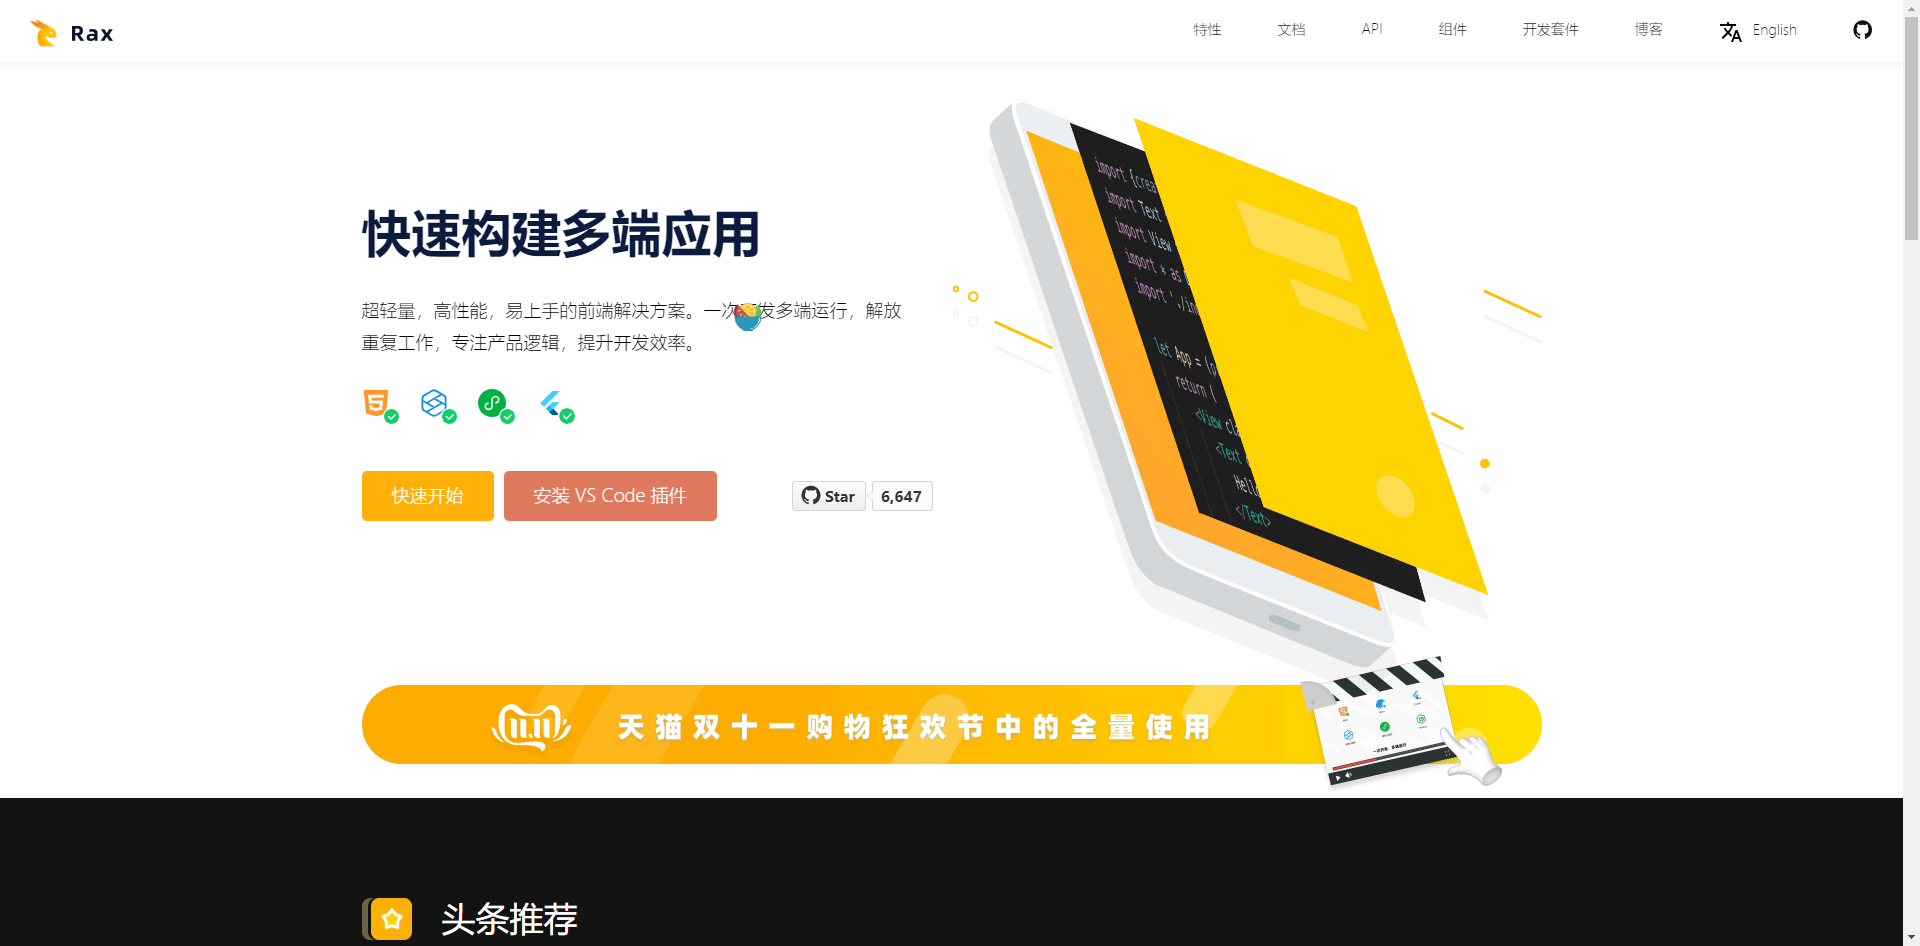 Rax
特性
文档
API
组件
开发套件
博客
English
快速构建多端应用
超轻量，高性能，易上手的前端解决方案。一次开发多端运行，解放
重复工作，专注产品逻辑，提升开发效率。
快速开始
安装 VS Code 插件
Star
6,647
import {crea
import Text
import View
import * as
import './in
let App = (p
return (
<View cla
<Text
Hell
</Text>
11.11
天猫双十一购物狂欢节中的全量使用
头条推荐